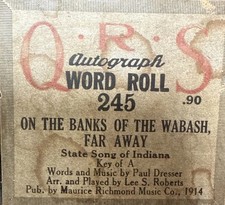 Q·R·S
Autograph
WORD ROLL
245 .90
ON THE BANKS OF THE WABASH,
FAR AWAY
State Song of Indiana
Key of A
Words and Music by Paul Dresser
Arr. and Played by Lee S. Roberts
Pub. by Maurice Richmond Music Co., 1914